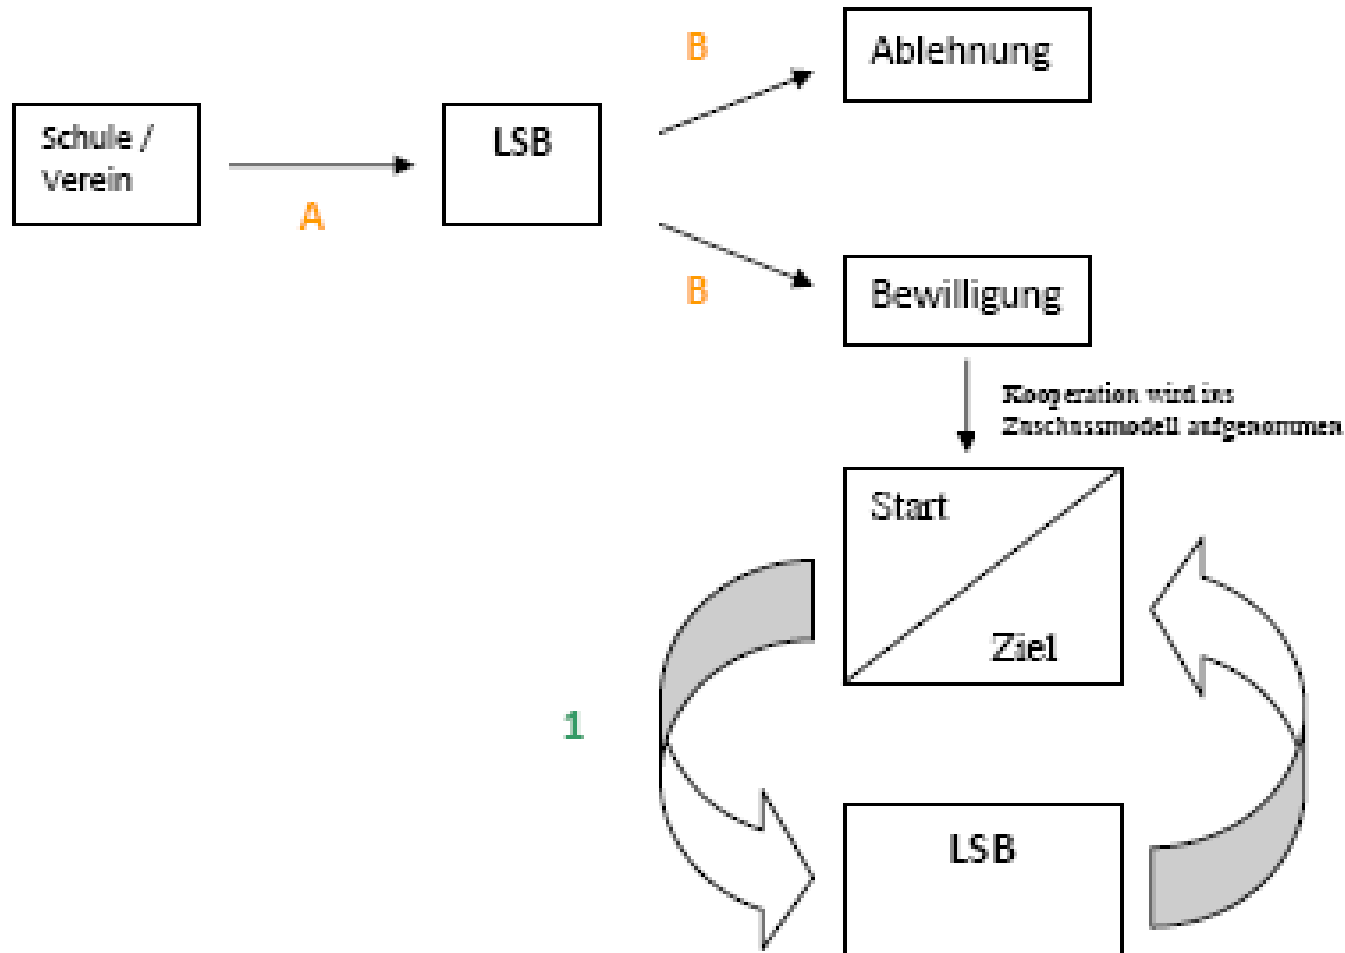 B
Ablehnung
Schule /
Verein
LSB
A
B
Bewilligung
Kooperation wird ins
Zuschussmodell aufgenommen
Start
Ziel
1
LSB